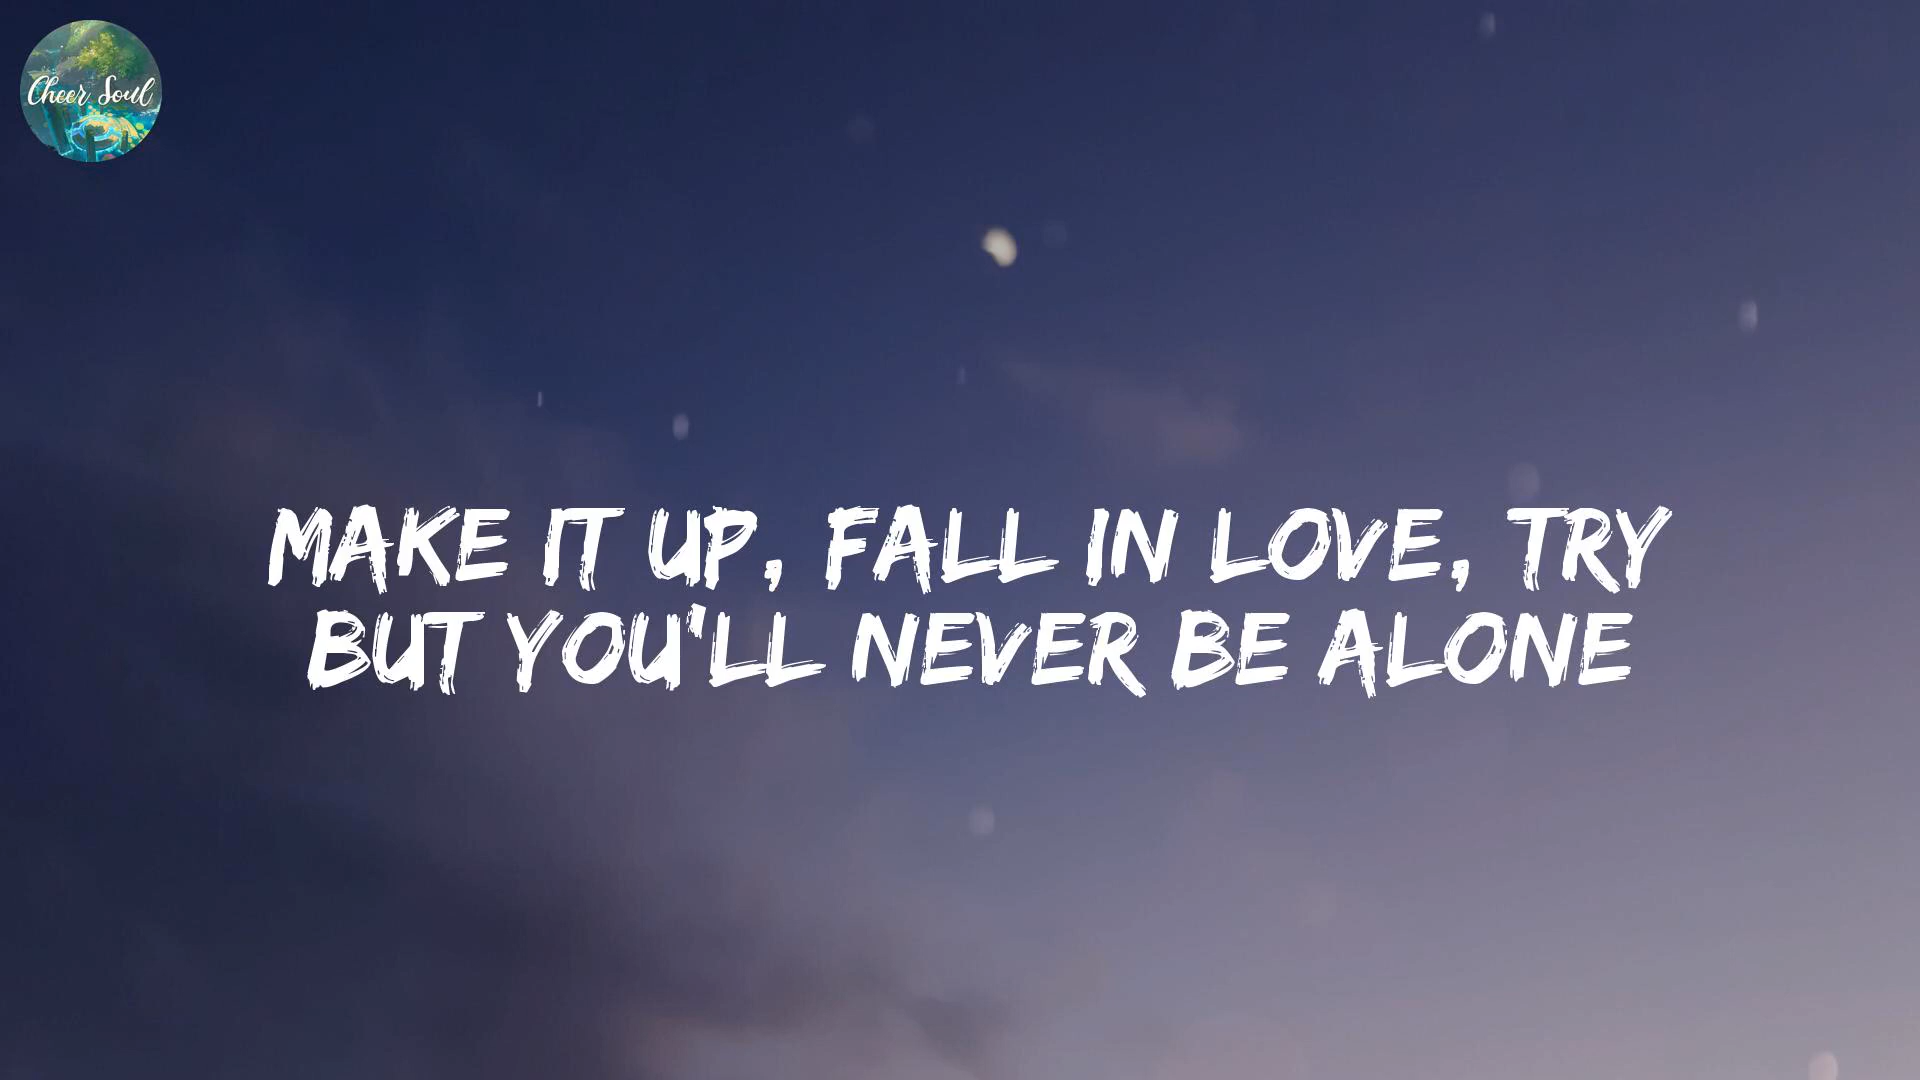 Cheer Soul
MAKE IT UP, FALL IN LOVE, TRY
BUT YOU'LL NEVER BE ALONE